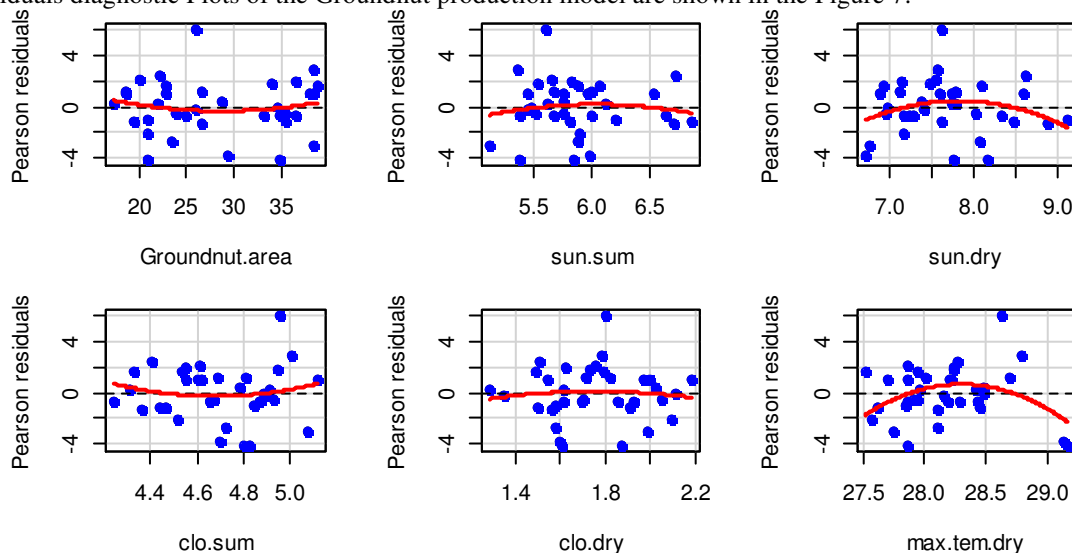 iduals diagnostic Plots of the Groundnut production model are shown in the Figure 7.
Pearson residuals
4
0
-4
20 25 30 35
Groundnut.area
Pearson residuals
4
0
-4
5.5 6.0 6.5
sun.sum
Pearson residuals
4
0
-4
7.0 8.0 9.0
sun.dry
Pearson residuals
4
0
-4
4.4 4.6 4.8 5.0
clo.sum
Pearson residuals
4
0
-4
1.4 1.8 2.2
clo.dry
Pearson residuals
4
0
-4
27.5 28.0 28.5 29.0
max.tem.dry